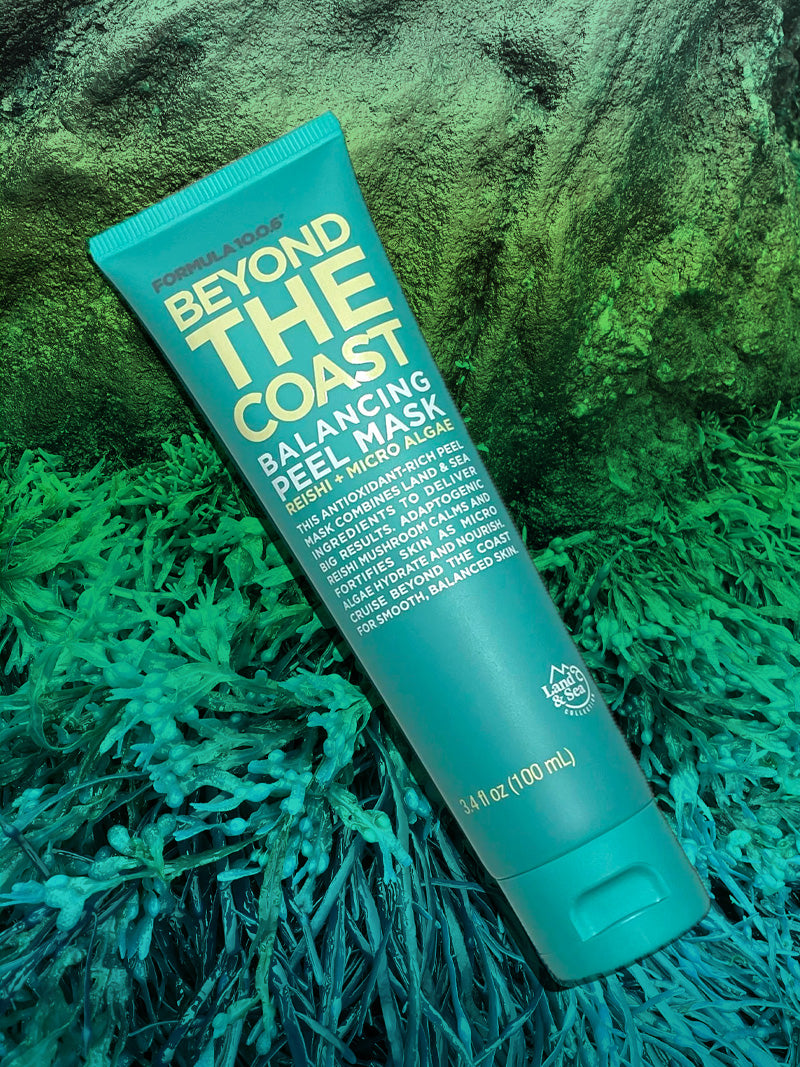 FORMULA 10.0.6®
BEYOND
THE
COAST
BALANCING
PEEL MASK
REISHI + MICRO ALGAE
THIS ANTIOXIDANT-RICH PEEL
MASK COMBINES LAND & SEA
INGREDIENTS TO DELIVER
BIG RESULTS. ADAPTOGENIC
REISHI MUSHROOM CALMS AND
FORTIFIES SKIN AS MICRO
ALGAE HYDRATE AND NOURISH.
CRUISE BEYOND THE COAST
FOR SMOOTH, BALANCED SKIN.
Land
& Sea
COLLECTION
3.4 fl oz (100 mL)